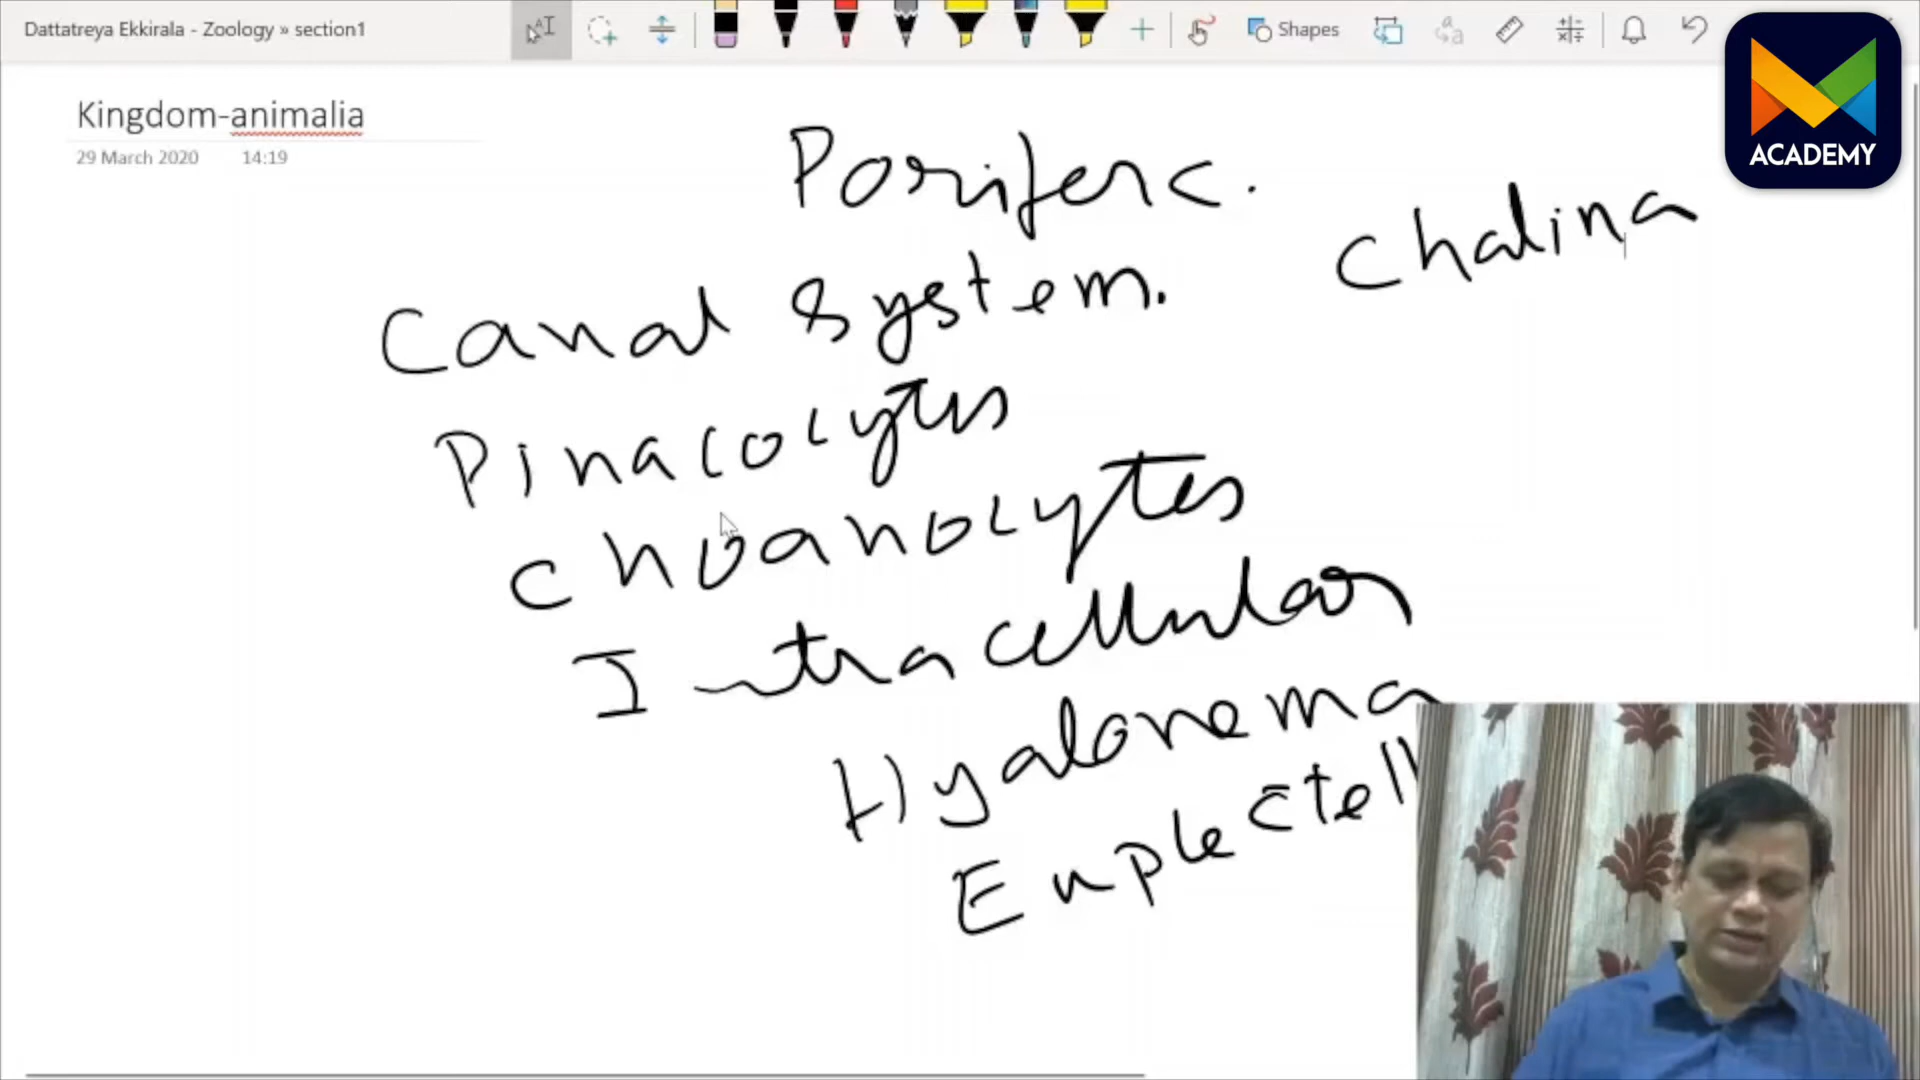 Dattatreya Ekkirala - Zoology » section1
Shapes
ACADEMY
Kingdom-animalia
29 March 2020 14:19
Porifera.
Chalina
Canal System.
Pinacocytes
Choanocytes
Intracellular
Hyalonema
Euplectell